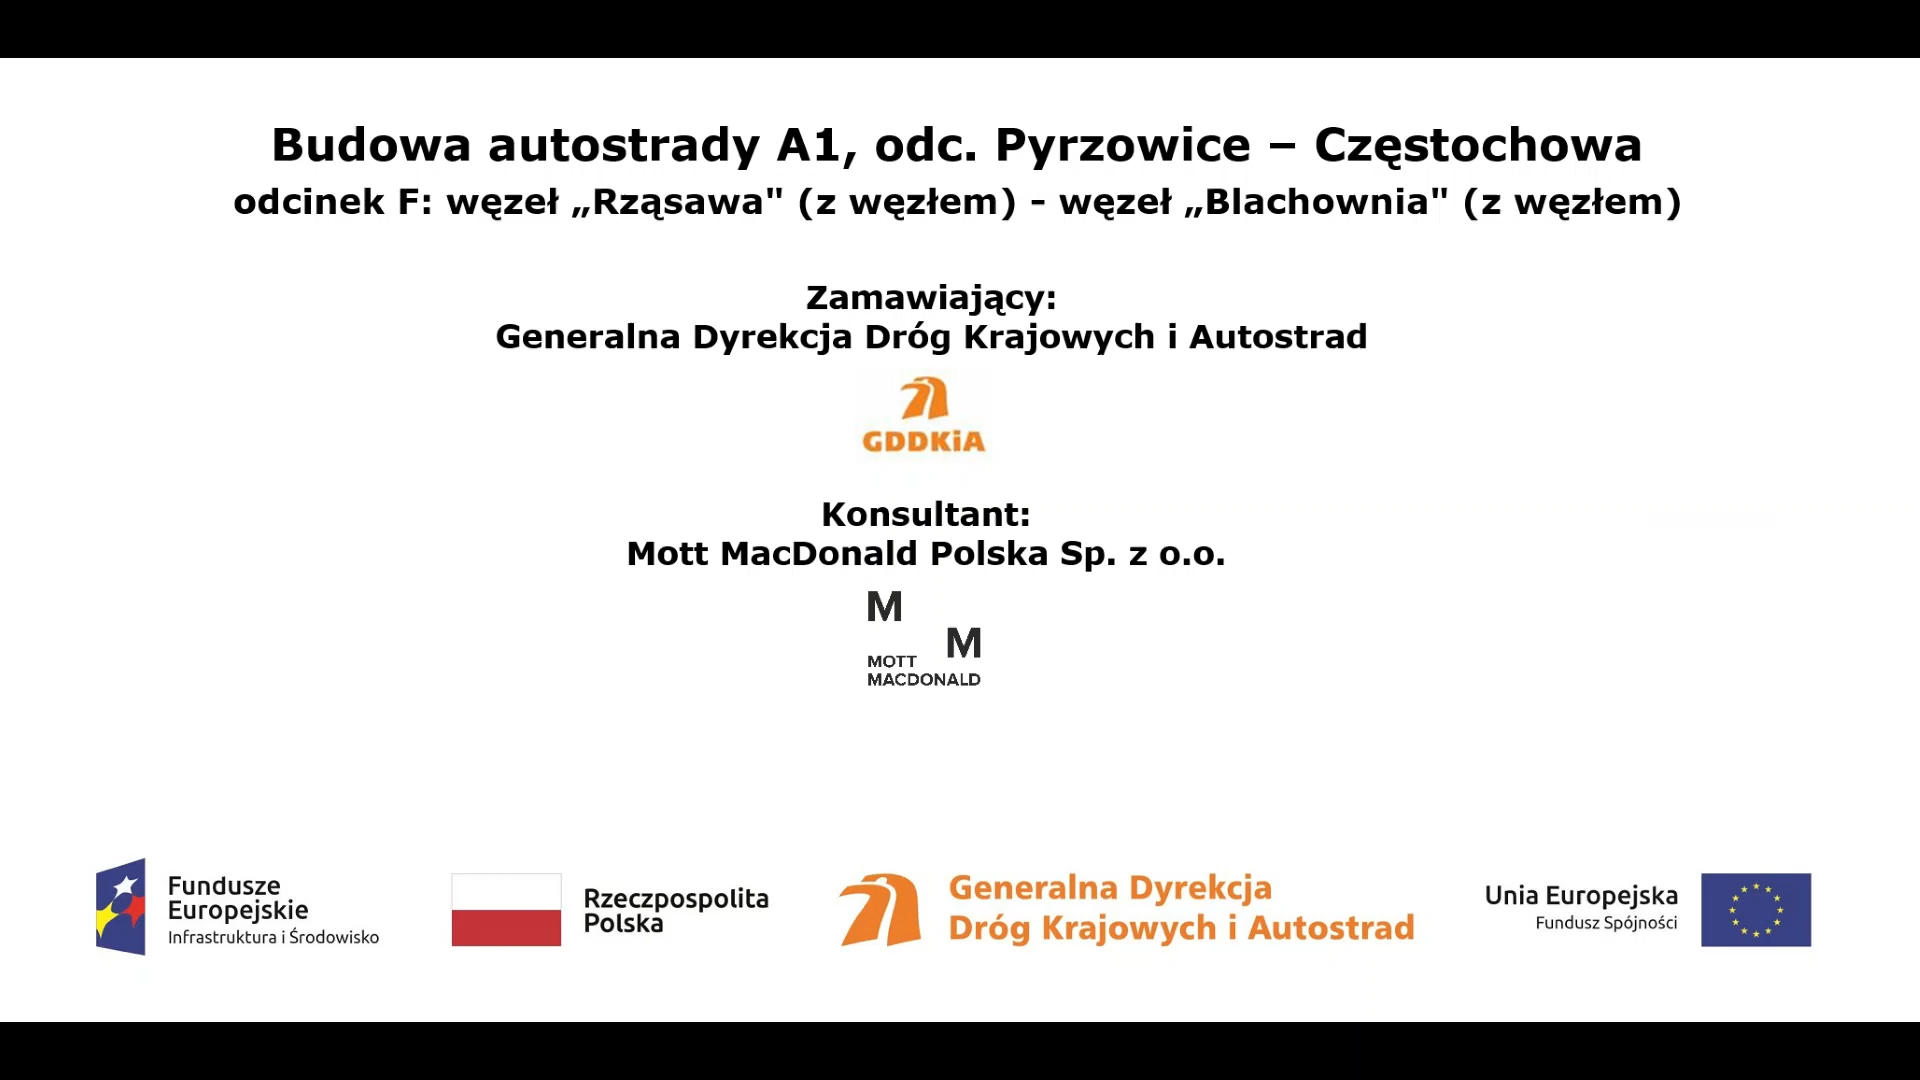 Budowa autostrady A1, odc. Pyrzowice – Częstochowa
odcinek F: węzeł „Rząsawa" (z węzłem) - węzeł „Blachownia" (z węzłem)
Zamawiający:
Generalna Dyrekcja Dróg Krajowych i Autostrad
GDDKiA
Konsultant:
Mott MacDonald Polska Sp. z o.o.
M
M
MOTT
MACDONALD
Fundusze
Europejskie
Infrastruktura i Środowisko
Rzeczpospolita
Polska
Generalna Dyrekcja
Dróg Krajowych i Autostrad
Unia Europejska
Fundusz Spójności